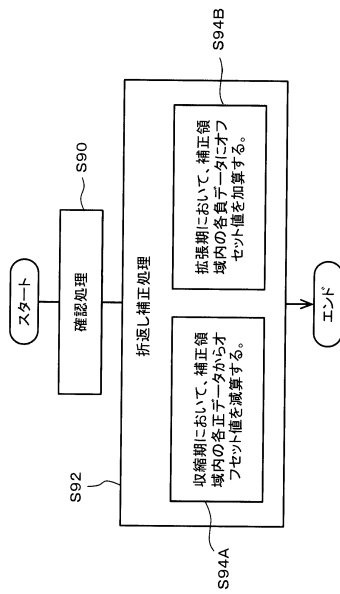 スタート
確認処理
S90
S92
折返し補正処理
収縮期において、補正領
域内の各正データからオ
フセット値を減算する。
S94A
拡張期において、補正領
域内の各負データにオフ
セット値を加算する。
S94B
エンド